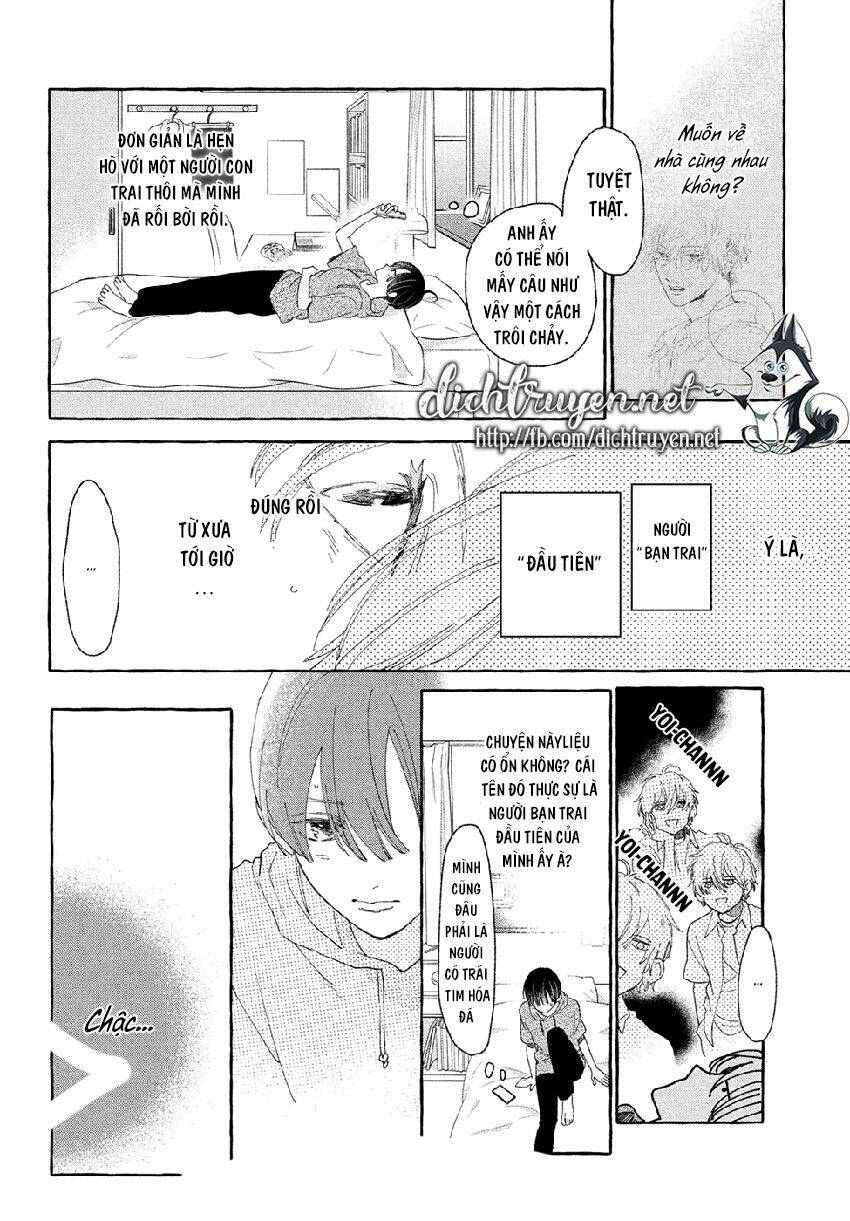 Muốn về
nhà cùng nhau
không?
TUYỆT
THẬT.
ANH ẤY
CÓ THỂ NÓI
MẤY CÂU NHƯ
VẬY MỘT CÁCH
TRÔI CHẢY.
ĐƠN GIẢN LÀ HẸN
HÒ VỚI MỘT NGƯỜI CON
TRAI THÔI MÀ MÌNH
ĐÃ RỐI BỜI RỒI.
dichtruyen.net
http://fb.com/dichtruyen.net
Ý LÀ,
NGƯỜI
"BẠN TRAI"
"ĐẦU TIÊN"
ĐÚNG RỒI
TỪ XƯA
TỚI GIỜ
...
...
YOI-CHANNN
YOI-CHANNN
...
CHUYỆN NÀYLIỆU
CÓ ỔN KHÔNG? CÁI
TÊN ĐÓ THỰC SỰ LÀ
NGƯỜI BẠN TRAI
ĐẦU TIÊN CỦA
MÌNH ẤY À?
MÌNH
CŨNG
ĐÂU
PHẢI LÀ
NGƯỜI
CÓ TRÁI
TIM HÓA
ĐÁ
Chậc...